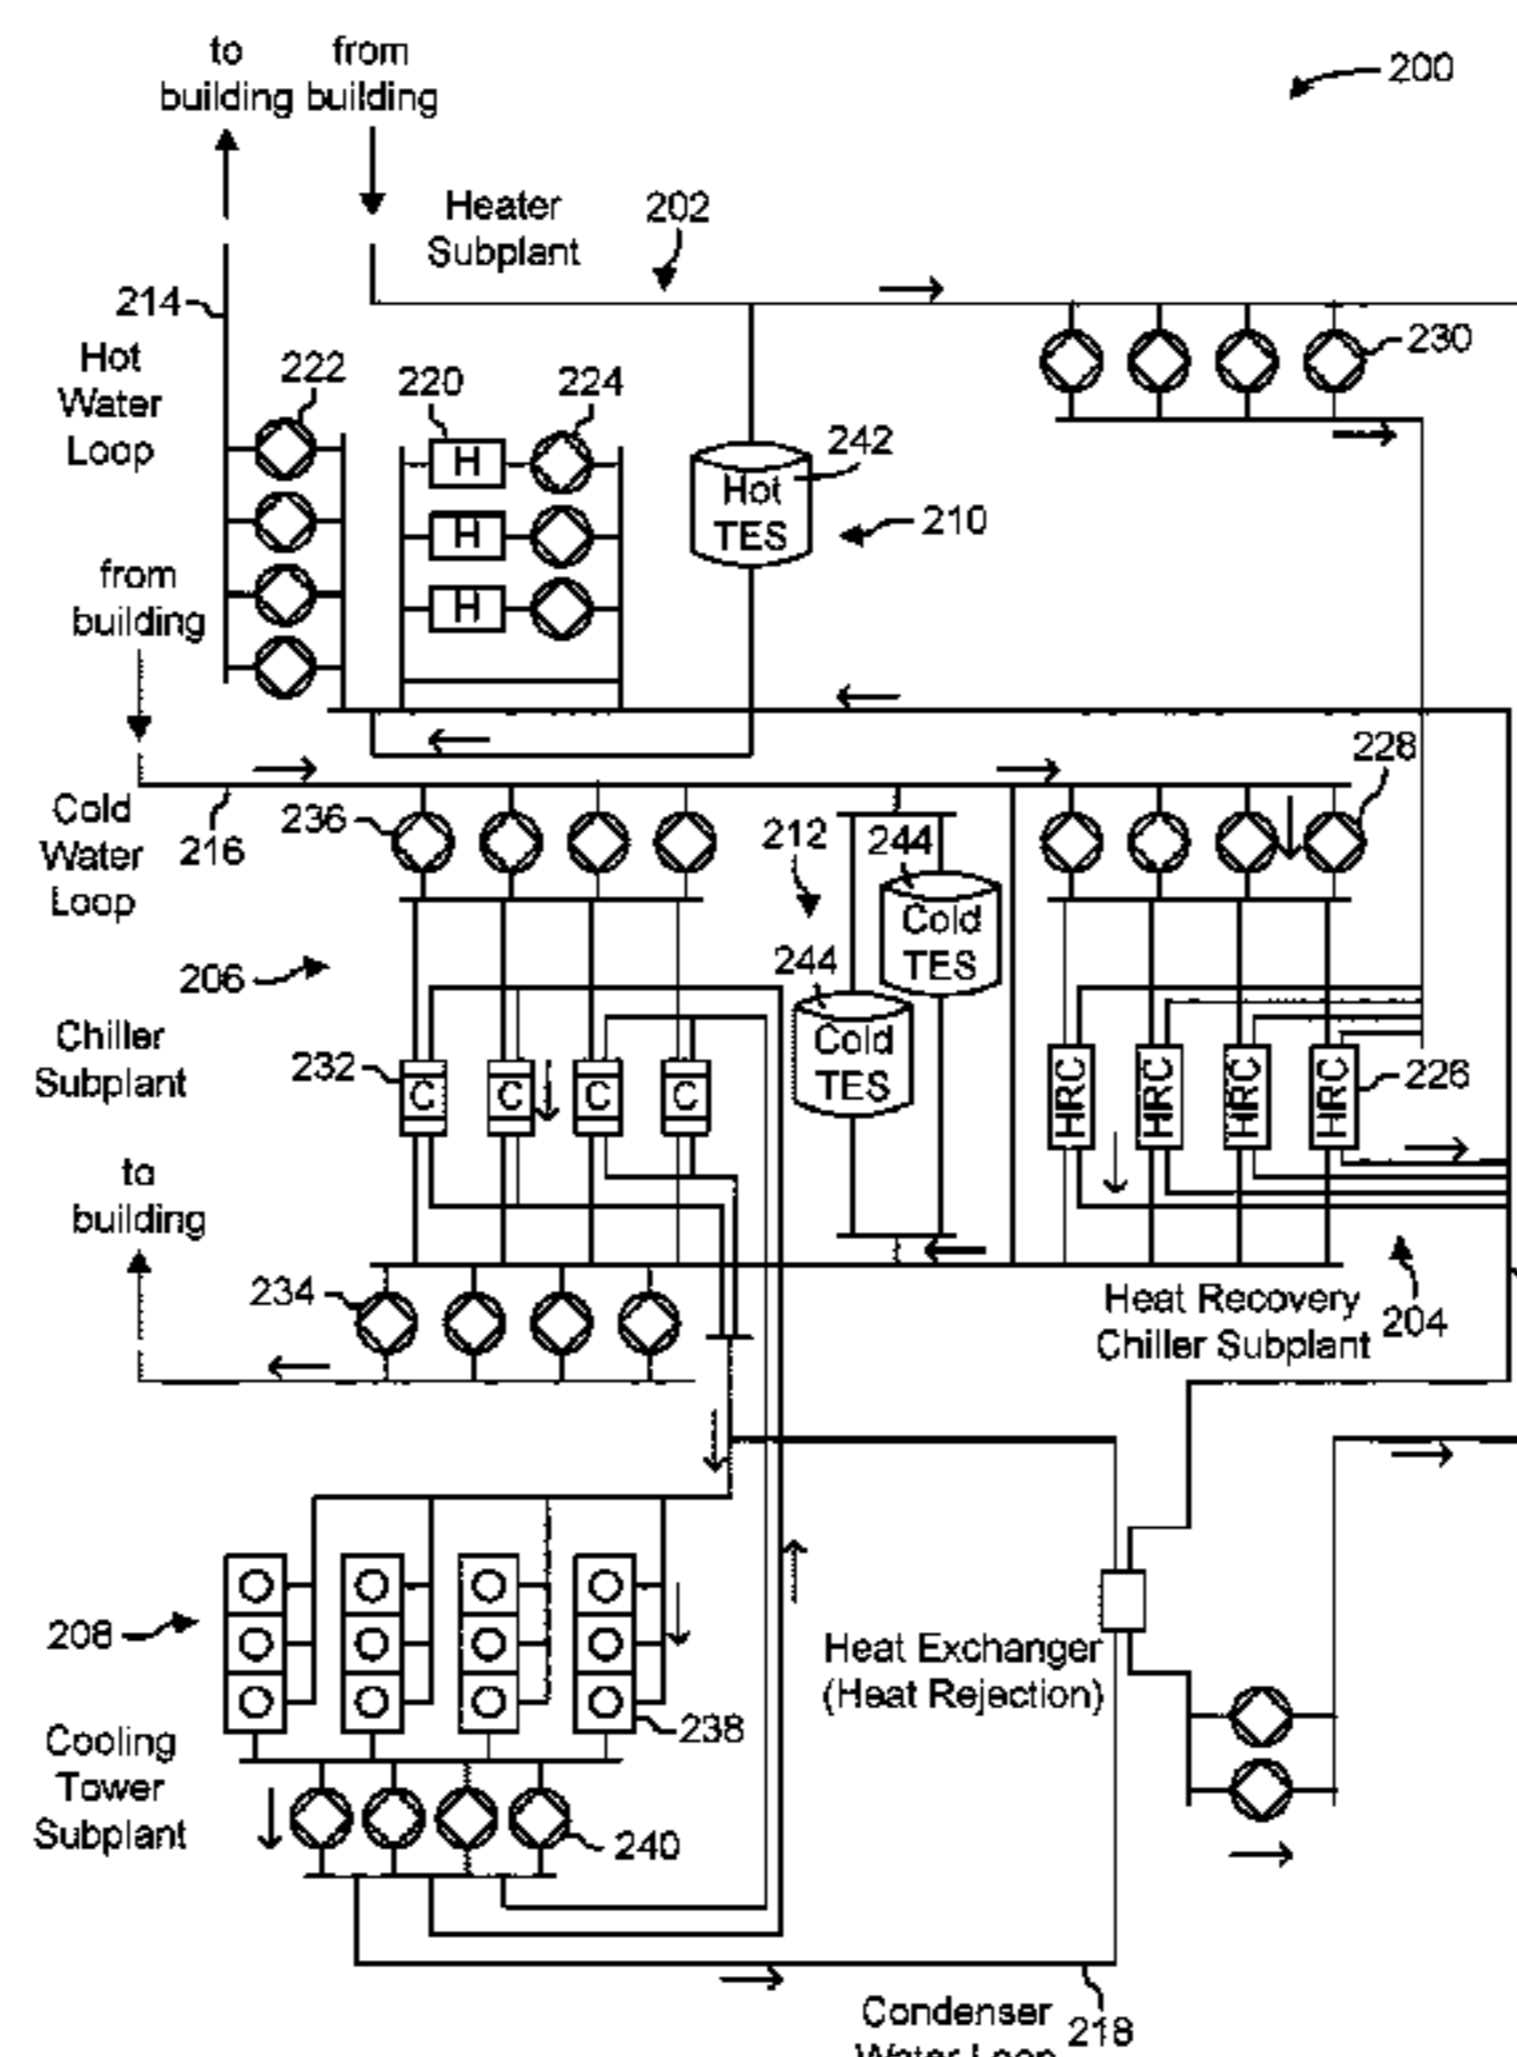 to
building
from
building
200
Heater
Subplant
202
214
Hot
Water
Loop
222
220
224
230
H
H
H
242
Hot
TES
210
from
building
228
Cold
Water
Loop
216
236
212
244
Cold
TES
244
Cold
TES
206
Chiller
Subplant
232
C
C
C
C
HRC
HRC
HRC
HRC
226
to
building
234
Heat Recovery
Chiller Subplant
204
208
Heat Exchanger
(Heat Rejection)
238
Cooling
Tower
Subplant
240
Condenser
Water Loop
218